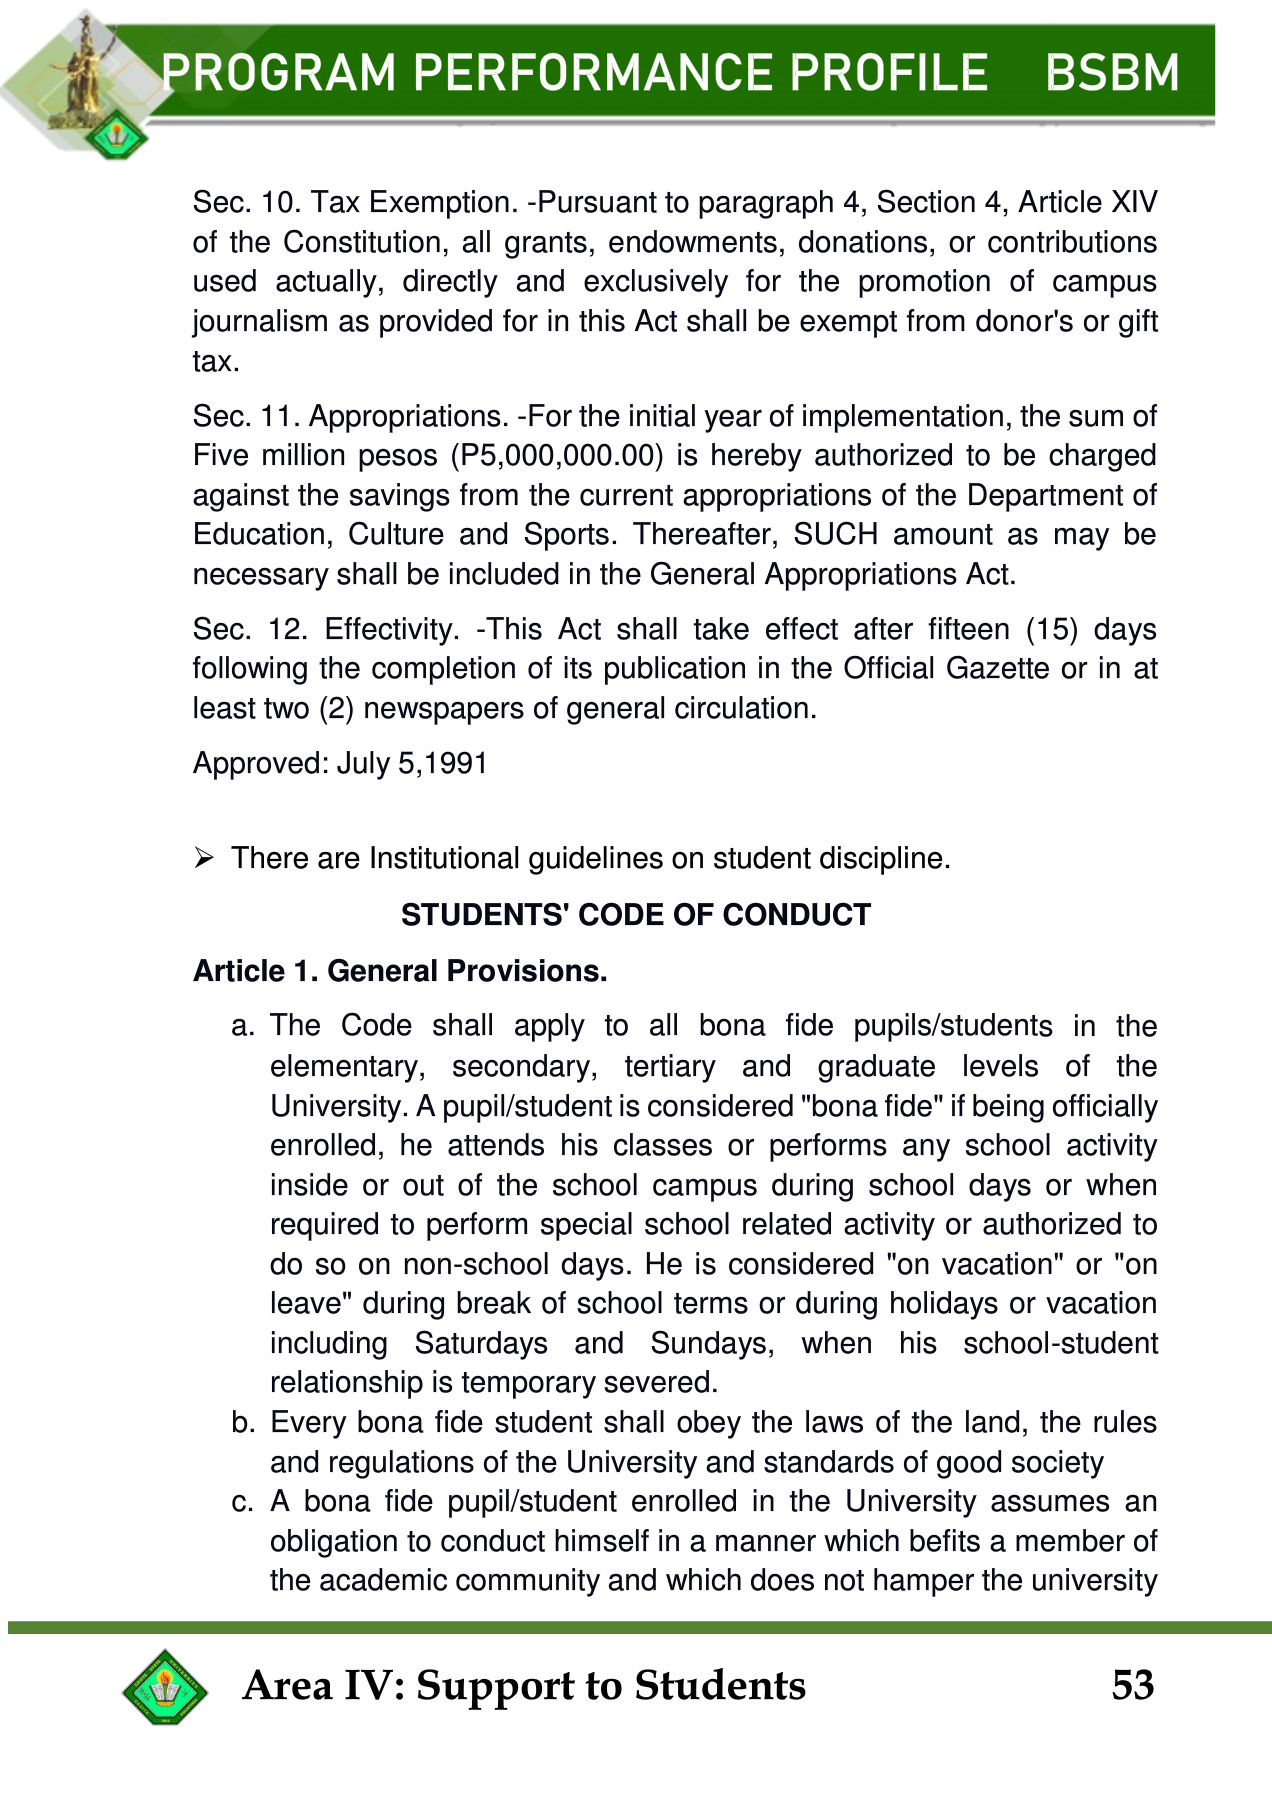 PROGRAM PERFORMANCE PROFILE BSBM
Sec. 10. Tax Exemption. -Pursuant to paragraph 4, Section 4, Article XIV
of the Constitution, all grants, endowments, donations, or contributions
used actually, directly and exclusively for the promotion of campus
journalism as provided for in this Act shall be exempt from donor's or gift
tax.
Sec. 11. Appropriations. -For the initial year of implementation, the sum of
Five million pesos (P5,000,000.00) is hereby authorized to be charged
against the savings from the current appropriations of the Department of
Education, Culture and Sports. Thereafter, SUCH amount as may be
necessary shall be included in the General Appropriations Act.
Sec. 12. Effectivity. -This Act shall take effect after fifteen (15) days
following the completion of its publication in the Official Gazette or in at
least two (2) newspapers of general circulation.
Approved: July 5,1991
➢ There are Institutional guidelines on student discipline.
STUDENTS' CODE OF CONDUCT
Article 1. General Provisions.
a. The Code shall apply to all bona fide pupils/students in the
elementary, secondary, tertiary and graduate levels of the
University. A pupil/student is considered "bona fide" if being officially
enrolled, he attends his classes or performs any school activity
inside or out of the school campus during school days or when
required to perform special school related activity or authorized to
do so on non-school days. He is considered "on vacation" or "on
leave" during break of school terms or during holidays or vacation
including Saturdays and Sundays, when his school-student
relationship is temporary severed.
b. Every bona fide student shall obey the laws of the land, the rules
and regulations of the University and standards of good society
c. A bona fide pupil/student enrolled in the University assumes an
obligation to conduct himself in a manner which befits a member of
the academic community and which does not hamper the university
Area IV: Support to Students 53